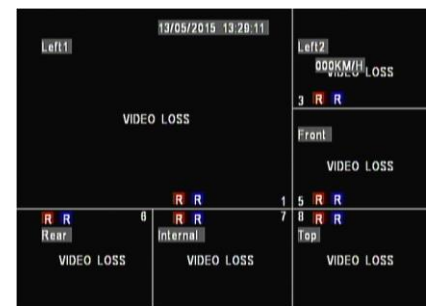 13/05/2015 13:28:11
Left1
VIDEO LOSS
R R 1
Left2
000KM/H
VIDEO LOSS
3 R R
Front
VIDEO LOSS
5 R R
R R 6
Rear
VIDEO LOSS
R R 7
Internal
VIDEO LOSS
8 R R
Top
VIDEO LOSS